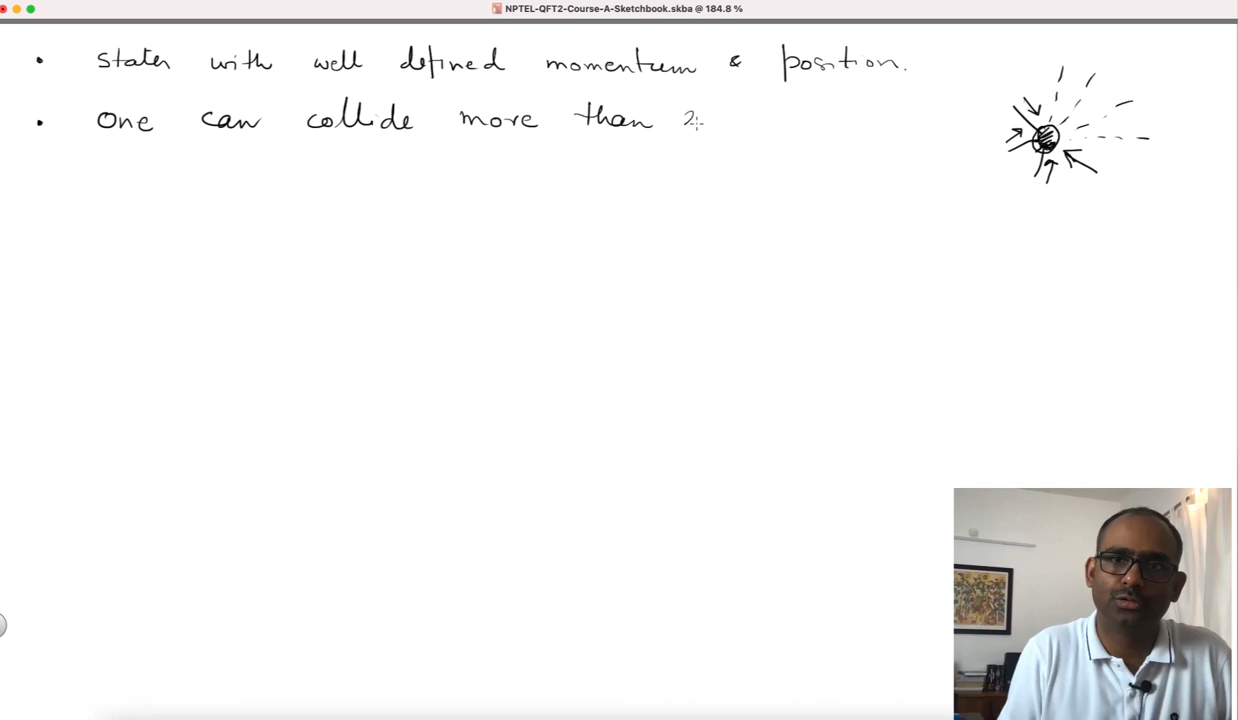 NPTEL-QFT2-Course-A-Sketchbook.skba @ 184.8 %
• states with well defined momentum & position.
• One can collide more than 2